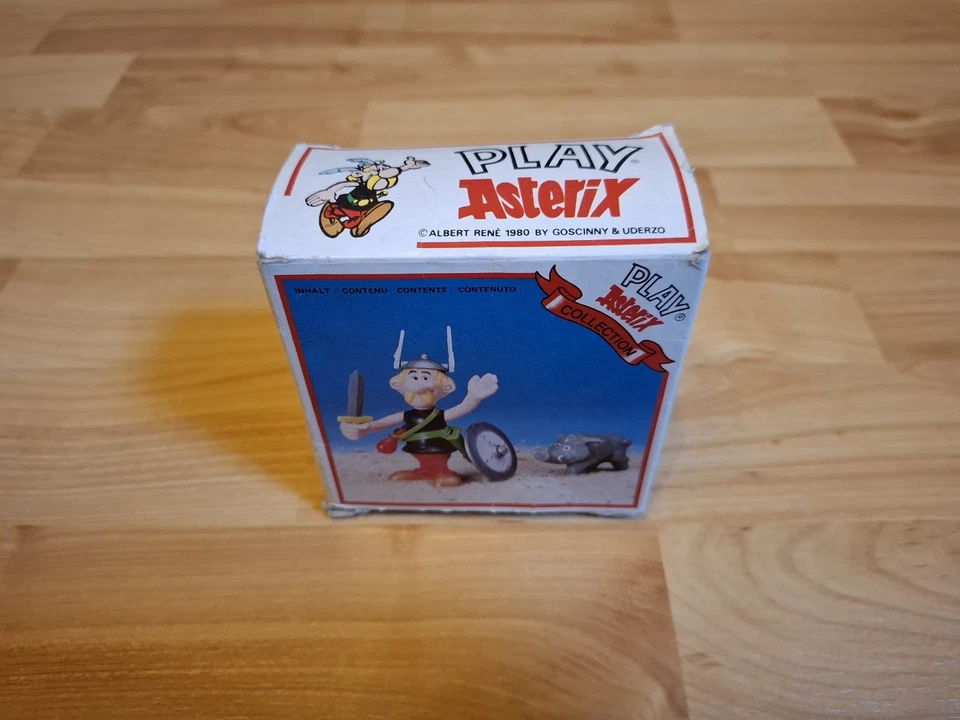 PLAY®
Asterix
© ALBERT RENÉ 1980 BY GOSCINNY & UDERZO
INHALT : CONTENU : CONTENTS : CONTENUTO :
PLAY
Asterix®
COLLECTION